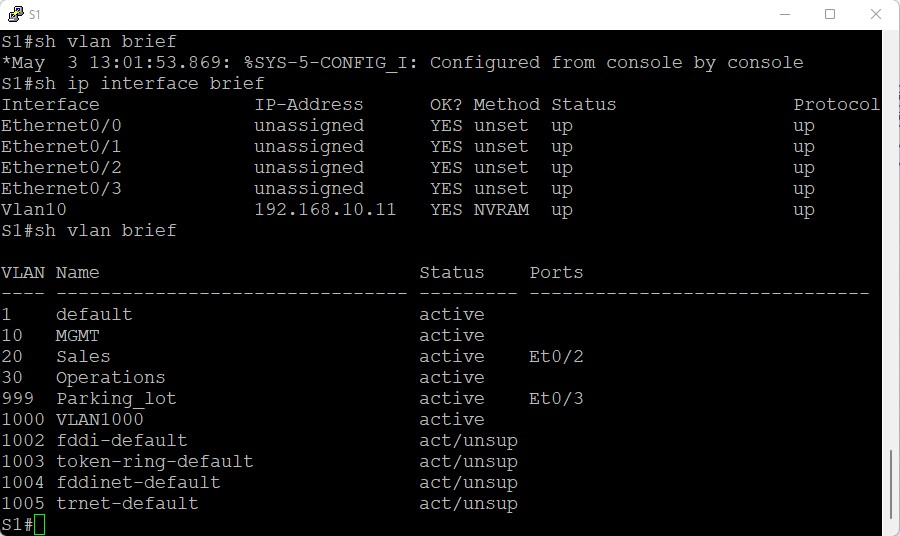 S1
S1#sh vlan brief
*May  3 13:01:53.869: %SYS-5-CONFIG_I: Configured from console by console
S1#sh ip interface brief
Interface              IP-Address      OK? Method Status                Protocol
Ethernet0/0            unassigned      YES unset  up                    up
Ethernet0/1            unassigned      YES unset  up                    up
Ethernet0/2            unassigned      YES unset  up                    up
Ethernet0/3            unassigned      YES unset  up                    up
Vlan10                 192.168.10.11   YES NVRAM  up                    up
S1#sh vlan brief

VLAN Name                             Status    Ports
---- -------------------------------- --------- -------------------------------
1    default                          active
10   MGMT                             active
20   Sales                            active    Et0/2
30   Operations                       active
999  Parking_lot                      active    Et0/3
1000 VLAN1000                         active
1002 fddi-default                     act/unsup
1003 token-ring-default               act/unsup
1004 fddinet-default                  act/unsup
1005 trnet-default                    act/unsup
S1#